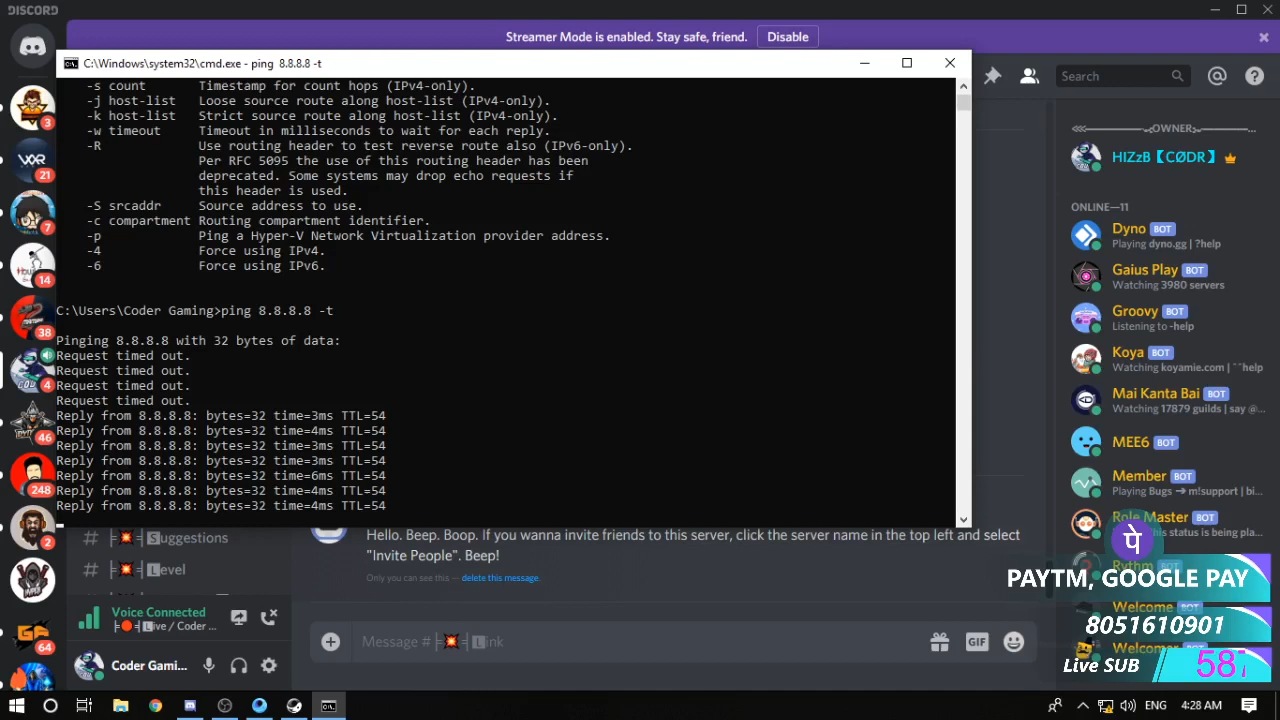 DISCORD
Streamer Mode is enabled. Stay safe, friend.
Disable
C:\Windows\system32\cmd.exe - ping  8.8.8.8 -t
-s count       Timestamp for count hops (IPv4-only).
-j host-list   Loose source route along host-list (IPv4-only).
-k host-list   Strict source route along host-list (IPv4-only).
-w timeout     Timeout in milliseconds to wait for each reply.
-R             Use routing header to test reverse route also (IPv6-only).
Per RFC 5095 the use of this routing header has been
deprecated. Some systems may drop echo requests if
this header is used.
-S srcaddr     Source address to use.
-c compartment Routing compartment identifier.
-p             Ping a Hyper-V Network Virtualization provider address.
-4             Force using IPv4.
-6             Force using IPv6.
C:\Users\Coder Gaming>ping 8.8.8.8 -t
Pinging 8.8.8.8 with 32 bytes of data:
Request timed out.
Request timed out.
Request timed out.
Request timed out.
Reply from 8.8.8.8: bytes=32 time=3ms TTL=54
Reply from 8.8.8.8: bytes=32 time=4ms TTL=54
Reply from 8.8.8.8: bytes=32 time=3ms TTL=54
Reply from 8.8.8.8: bytes=32 time=3ms TTL=54
Reply from 8.8.8.8: bytes=32 time=6ms TTL=54
Reply from 8.8.8.8: bytes=32 time=4ms TTL=54
Reply from 8.8.8.8: bytes=32 time=4ms TTL=54
3
VXR
21
7
14
38
4
46
248
2
64
Suggestions
Level
Voice Connected
Live / Coder ...
Coder Gami...
Hello. Beep. Boop. If you wanna invite friends to this server, click the server name in the top left and select
"Invite People". Beep!
Only you can see this — delete this message
Message # Link
GIF
Search
OWNER
HIZzB【CØDR】
ONLINE—11
Dyno BOT
Playing dyno.gg | ?help
Gaius Play BOT
Watching 3980 servers
Groovy BOT
Listening to -help
Koya BOT
Watching koyamie.com | ^^help
Mai Kanta Bai BOT
Watching 17879 guilds | say @...
MEE6 BOT
Member BOT
Playing Bugs ➔ m!support | bi...
Role Master BOT
This status is being pla...
Rythm BOT
Welcome BOT
Welcome
पे
PAYTM, GOOGLE PAY
8051610901
Live SUB
587
ENG
4:28 AM